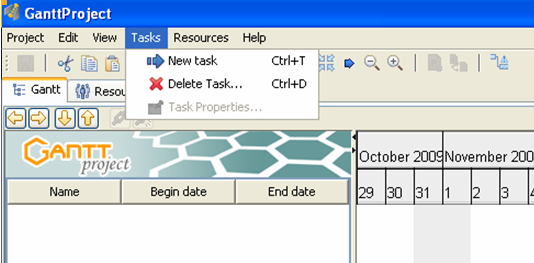 GanttProject
Project Edit View Tasks Resources Help
New task Ctrl+T
Delete Task... Ctrl+D
Task Properties...
Gantt Resou
GANTT
project
October 2009 November 200
Name Begin date End date
29 30 31 1 2 3